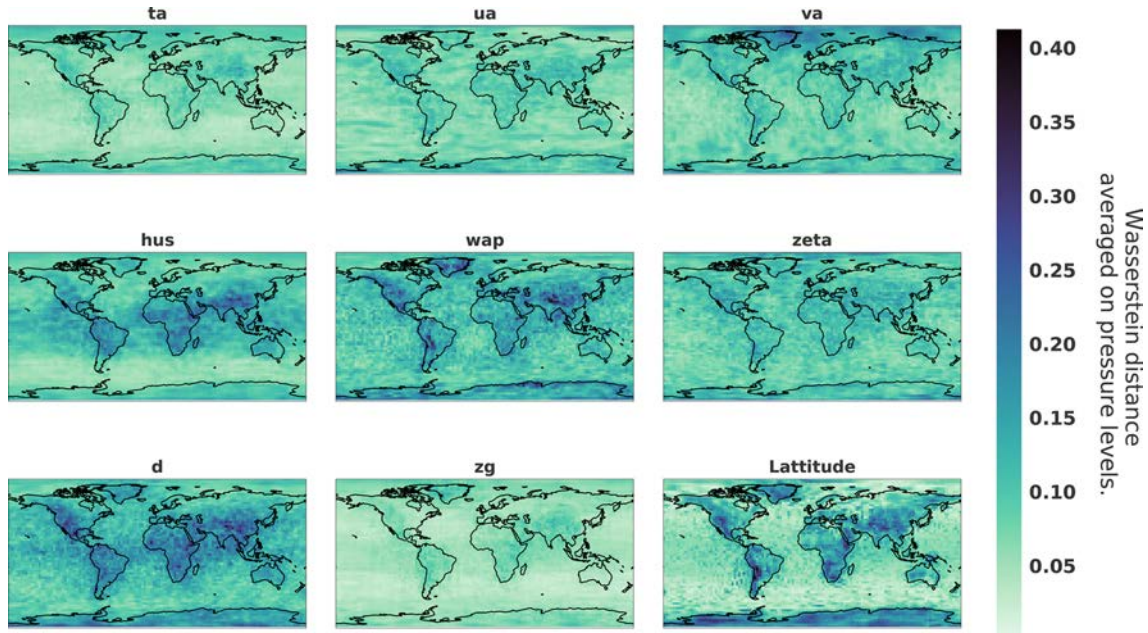 ta
ua
va
hus
wap
zeta
d
zg
Lattitude
0.40
0.35
0.30
0.25
0.20
0.15
0.10
0.05
Wasserstein distance
averaged on pressure levels.